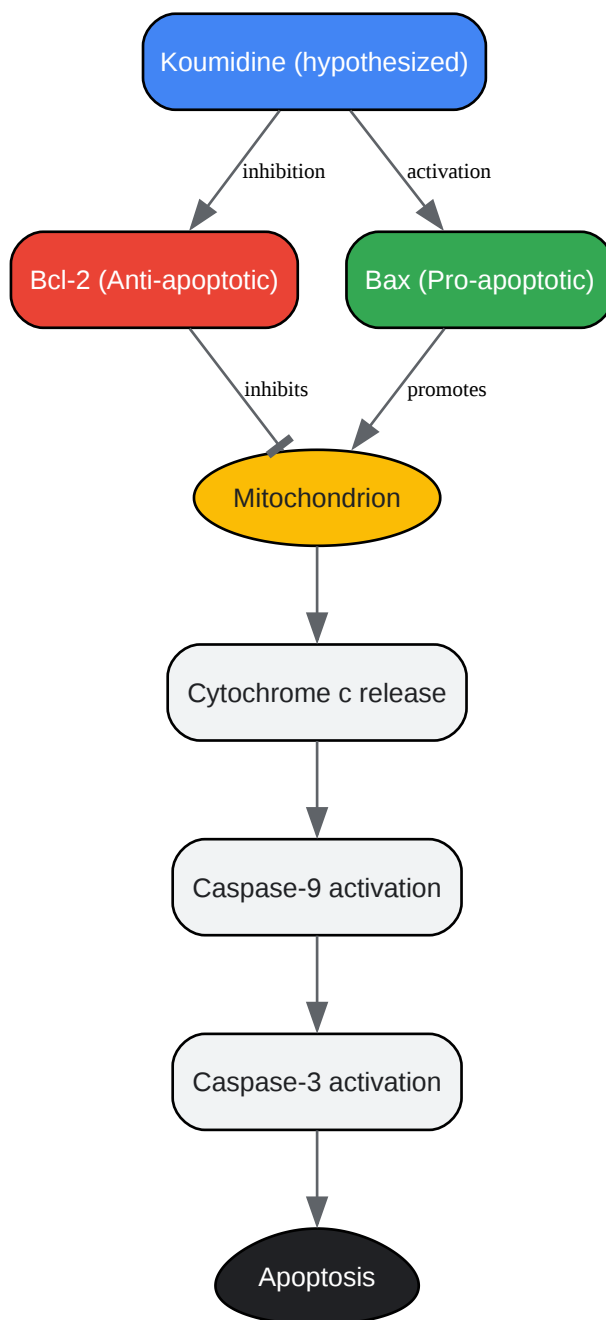 Koumidine (hypothesized)
inhibition
activation
Bcl-2 (Anti-apoptotic)
Bax (Pro-apoptotic)
inhibits
promotes
Mitochondrion
Cytochrome c release
Caspase-9 activation
Caspase-3 activation
Apoptosis